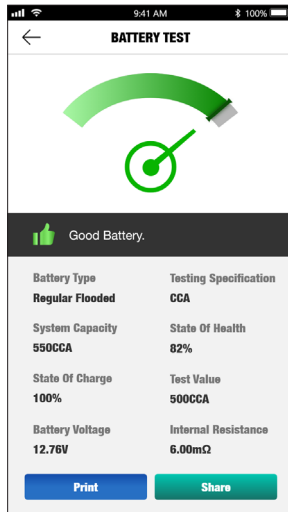 9:41 AM 100%
BATTERY TEST
Good Battery.
Battery Type Testing Specification
Regular Flooded CCA
System Capacity State Of Health
550CCA 82%
State Of Charge Test Value
100% 500CCA
Battery Voltage Internal Resistance
12.76V 6.00mΩ
Print Share